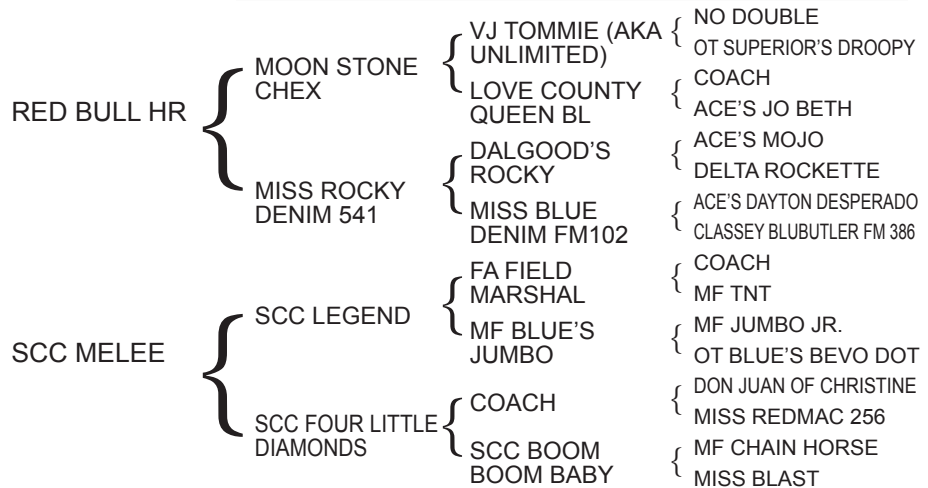 RED BULL HR
MOON STONE
CHEX
VJ TOMMIE (AKA
UNLIMITED)
NO DOUBLE
OT SUPERIOR'S DROOPY
LOVE COUNTY
QUEEN BL
COACH
ACE'S JO BETH
MISS ROCKY
DENIM 541
DALGOOD'S
ROCKY
ACE'S MOJO
DELTA ROCKETTE
MISS BLUE
DENIM FM102
ACE'S DAYTON DESPERADO
CLASSEY BLUBUTLER FM 386
SCC MELEE
SCC LEGEND
FA FIELD
MARSHAL
COACH
MF TNT
MF BLUE'S
JUMBO
MF JUMBO JR.
OT BLUE'S BEVO DOT
SCC FOUR LITTLE
DIAMONDS
COACH
DON JUAN OF CHRISTINE
MISS REDMAC 256
SCC BOOM
BOOM BABY
MF CHAIN HORSE
MISS BLAST